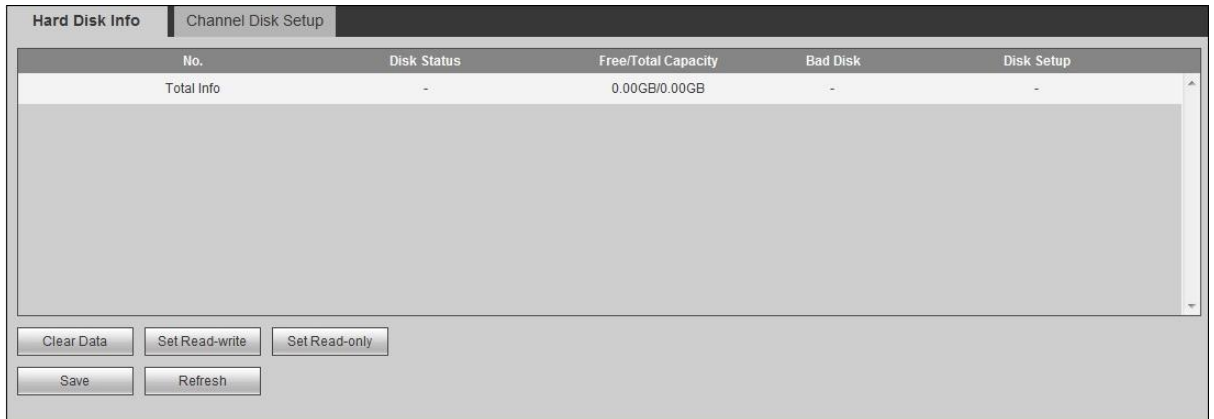 Hard Disk Info Channel Disk Setup
No. Disk Status Free/Total Capacity Bad Disk Disk Setup
Total Info - 0.00GB/0.00GB - -
Clear Data Set Read-write Set Read-only
Save Refresh